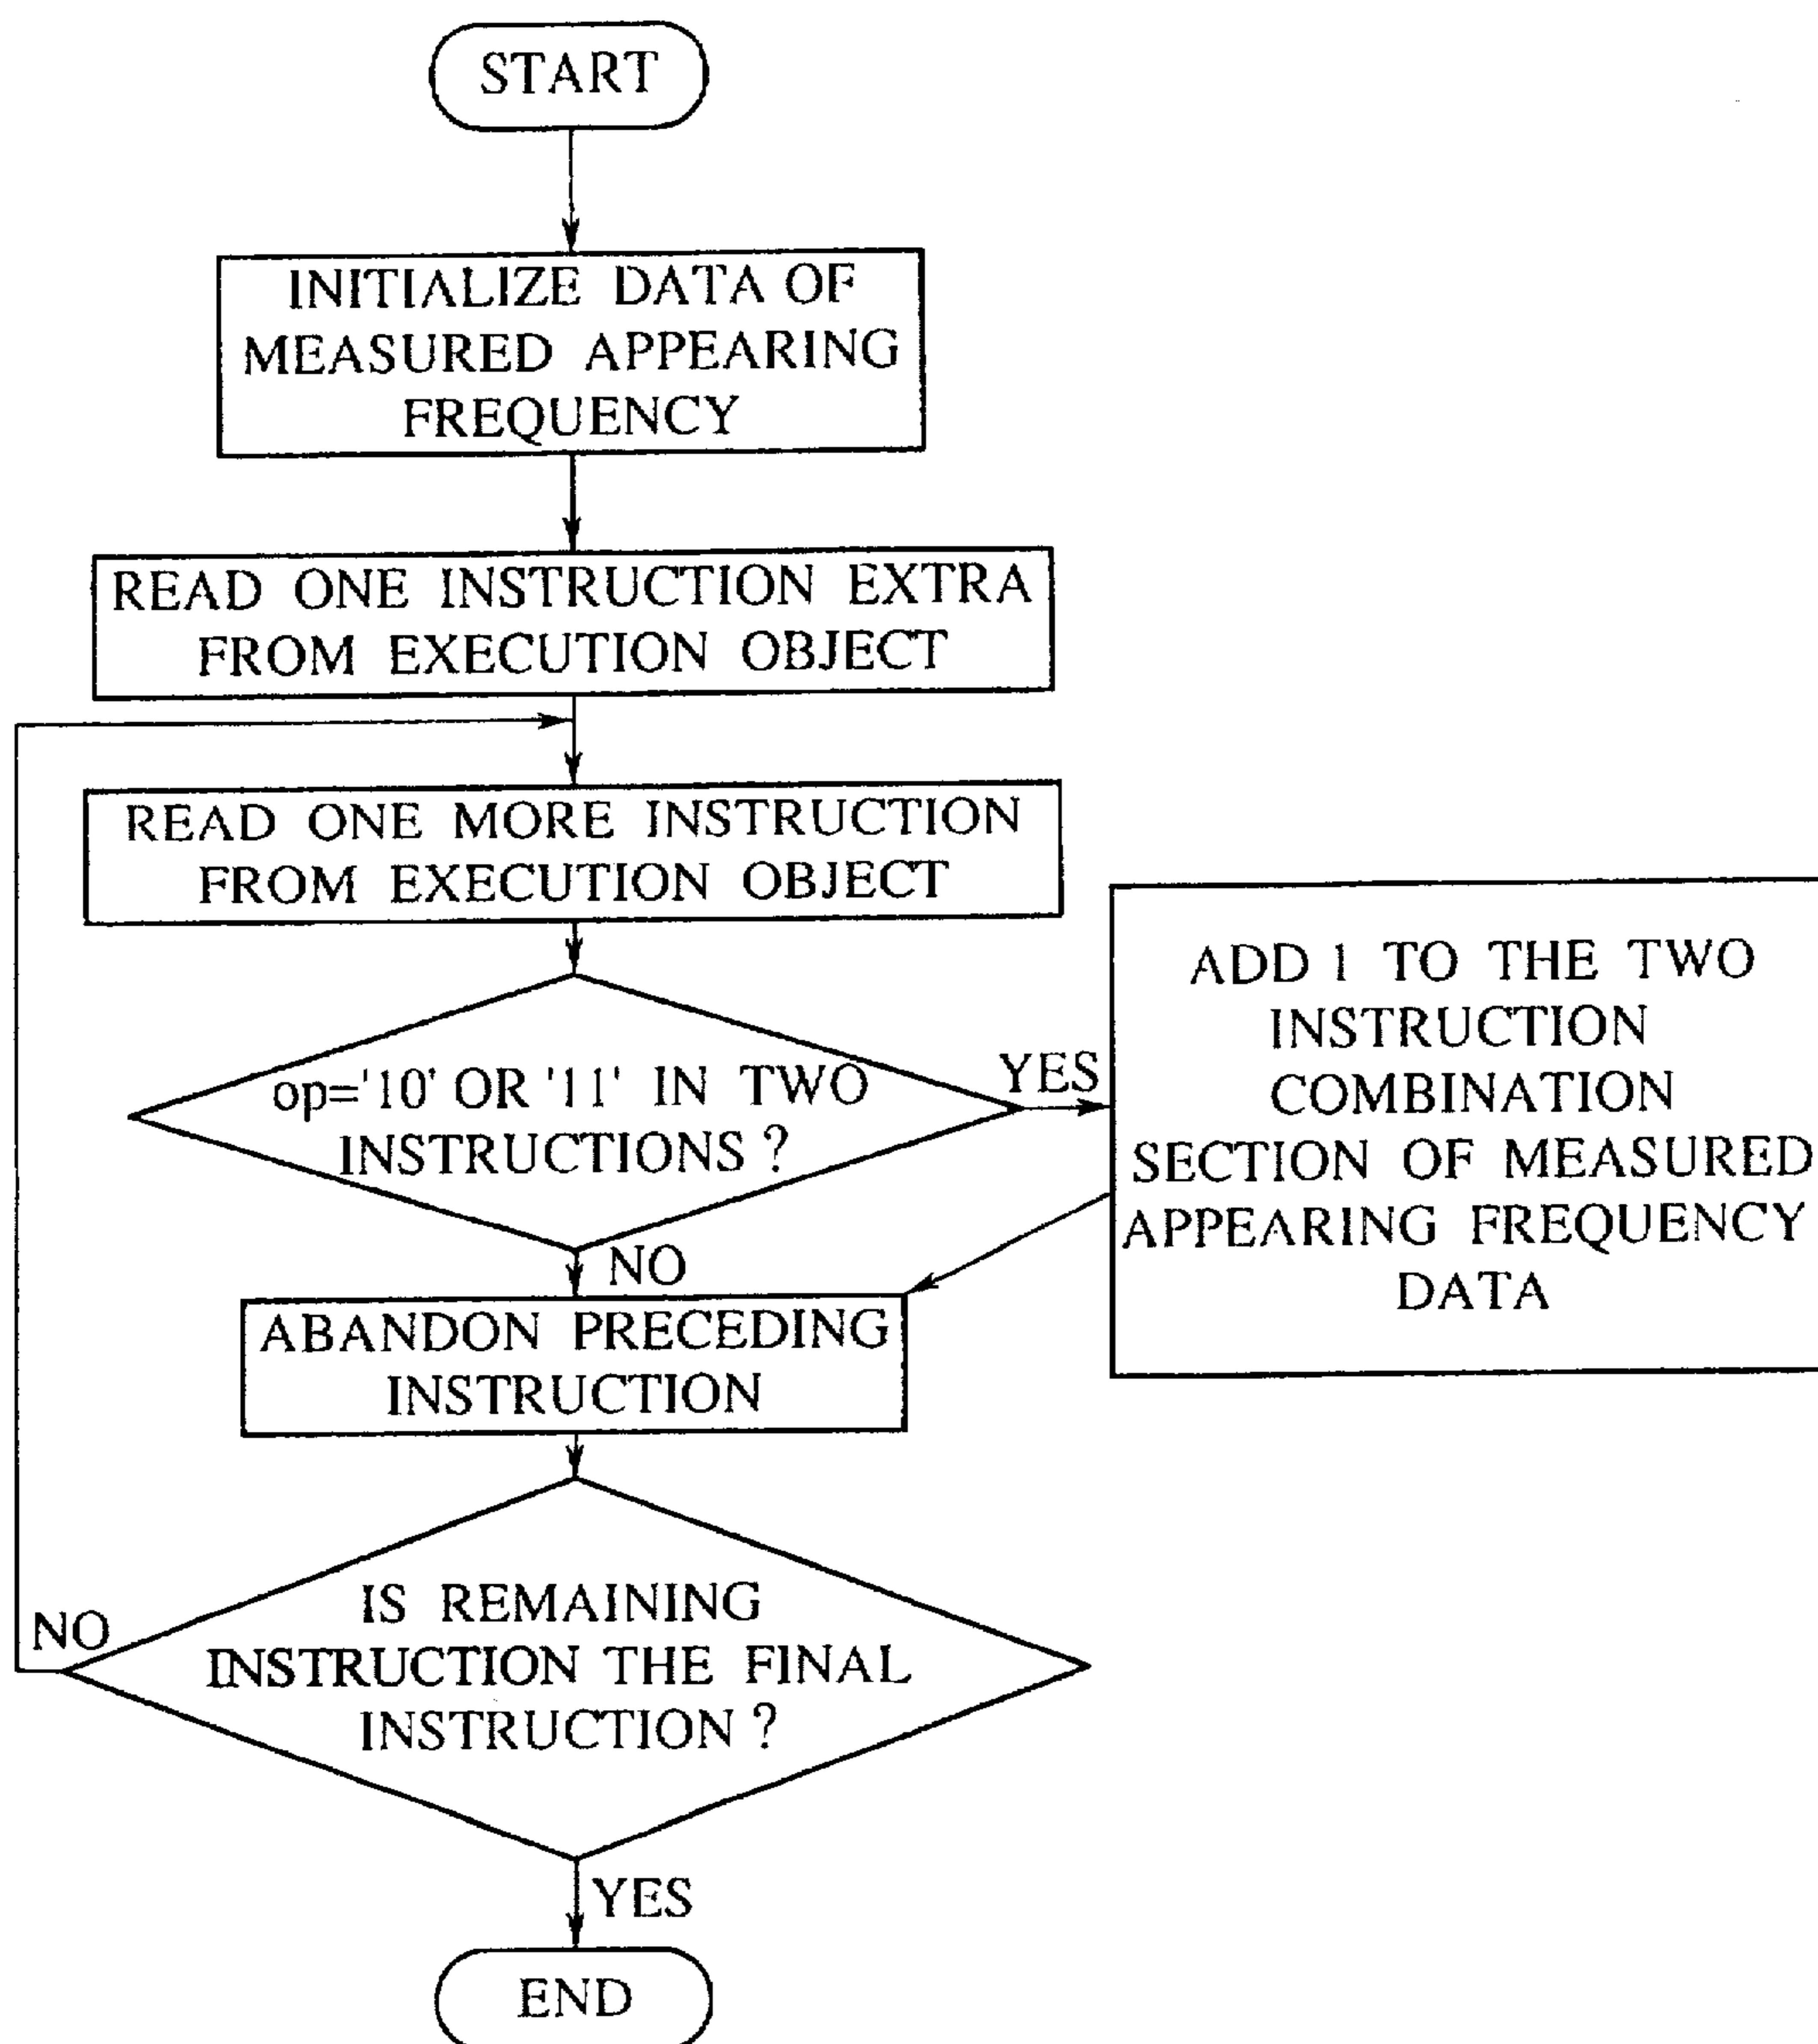 START
INITIALIZE DATA OF
MEASURED APPEARING
FREQUENCY
READ ONE INSTRUCTION EXTRA
FROM EXECUTION OBJECT
READ ONE MORE INSTRUCTION
FROM EXECUTION OBJECT
op='10' OR '11' IN TWO
INSTRUCTIONS ?
YES
ADD 1 TO THE TWO
INSTRUCTION
COMBINATION
SECTION OF MEASURED
APPEARING FREQUENCY
DATA
NO
ABANDON PRECEDING
INSTRUCTION
IS REMAINING
INSTRUCTION THE FINAL
INSTRUCTION ?
NO
YES
END